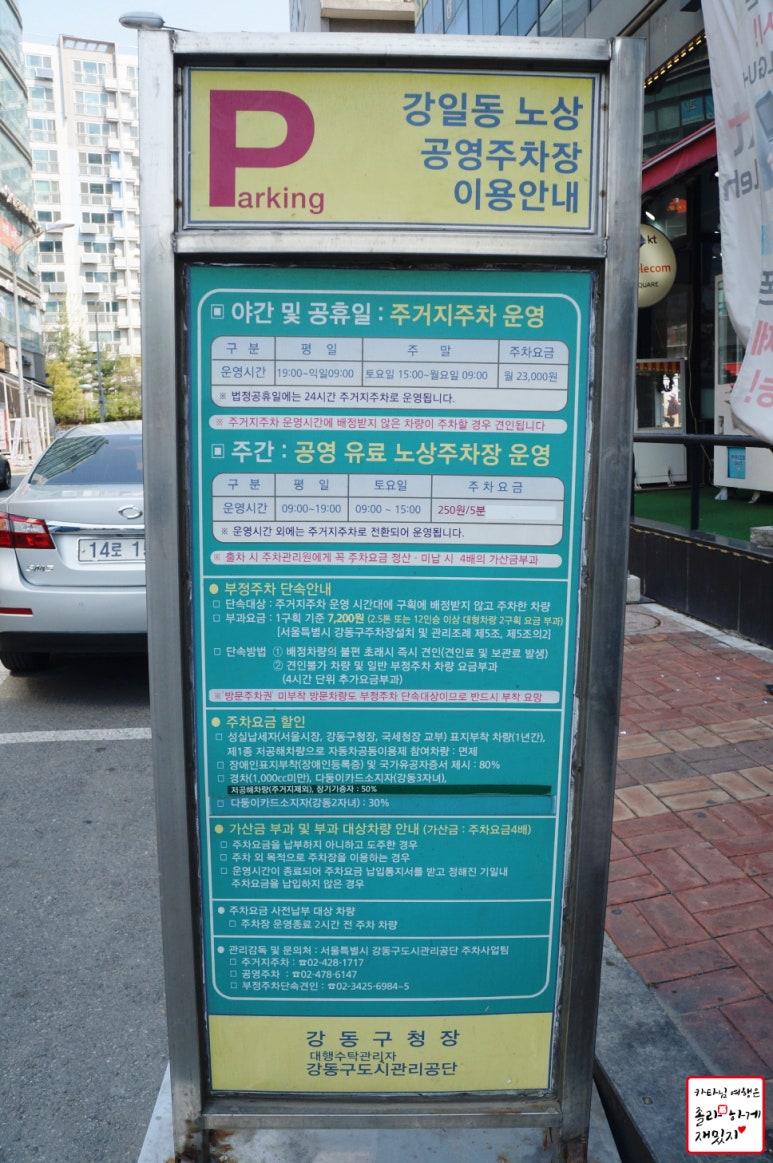 Parking
강일동 노상
공영주차장
이용안내
▣ 야간 및 공휴일 : 주거지주차 운영
구 분 평 일 주 말 주차요금
운영시간 19:00~익일09:00 토요일 15:00~월요일 09:00 월 23,000원
※ 법정공휴일에는 24시간 주거지주차로 운영됩니다.
※ 주거지주차 운영시간에 배정받지 않은 차량이 주차할 경우 견인됩니다
▣ 주간 : 공영 유료 노상주차장 운영
구 분 평 일 토요일 주 차 요 금
운영시간 09:00~19:00 09:00 ~ 15:00 250원/5분
※ 운영시간 외에는 주거지주차로 전환되어 운영됩니다.
※ 출차 시 주차관리원에게 꼭 주차요금 정산 · 미납 시 4배의 가산금부과
● 부정주차 단속안내
□ 단속대상 : 주거지주차 운영 시간대에 구획에 배정받지 않고 주차한 차량
□ 부과요금 : 1구획 기준 7,200원 (2.5톤 또는 12인승 이상 대형차량 2구획 요금 부과)
[서울특별시 강동구주차장설치 및 관리조례 제5조, 제5조의2]
□ 단속방법 ① 배정차량의 불편 초래시 즉시 견인(견인료 및 보관료 발생)
② 견인불가 차량 및 일반 부정주차 차량 요금부과
(4시간 단위 추가요금부과)
※ 방문주차권 미부착 방문차량도 부정주차 단속대상이므로 반드시 부착 요망
● 주차요금 할인
□ 성실납세자(서울시장, 강동구청장, 국세청장 교부) 표지부착 차량(1년간),
제1종 저공해차량으로 자동차공동이용제 참여차량 : 면제
□ 장애인표지부착(장애인등록증) 및 국가유공자증서 제시 : 80%
□ 경차(1,000cc미만), 다둥이카드소지자(강동3자녀),
저공해차량(주거지제외), 장기기증자 : 50%
□ 다둥이카드소지자(강동2자녀) : 30%
● 가산금 부과 및 부과 대상차량 안내 (가산금 : 주차요금4배)
□ 주차요금을 납부하지 아니하고 도주한 경우
□ 주차 외 목적으로 주차장을 이용하는 경우
□ 운영시간이 종료되어 주차요금 납입통지서를 받고 정해진 기일내
주차요금을 납입하지 않은 경우
● 주차요금 사전납부 대상 차량
□ 주차장 운영종료 2시간 전 주차 차량
● 관리감독 및 문의처 : 서울특별시 강동구도시관리공단 주차사업팀
□ 주거지주차 : ☎02-428-1717
□ 공영주차 : ☎02-478-6147
□ 부정주차단속견인 : ☎02-3425-6984~5
강 동 구 청 장
대행수탁관리자
강동구도시관리공단
14로
kt
lecom
SQUARE
LGU+
카타님 여행은
졸라 하게
재밌지♥